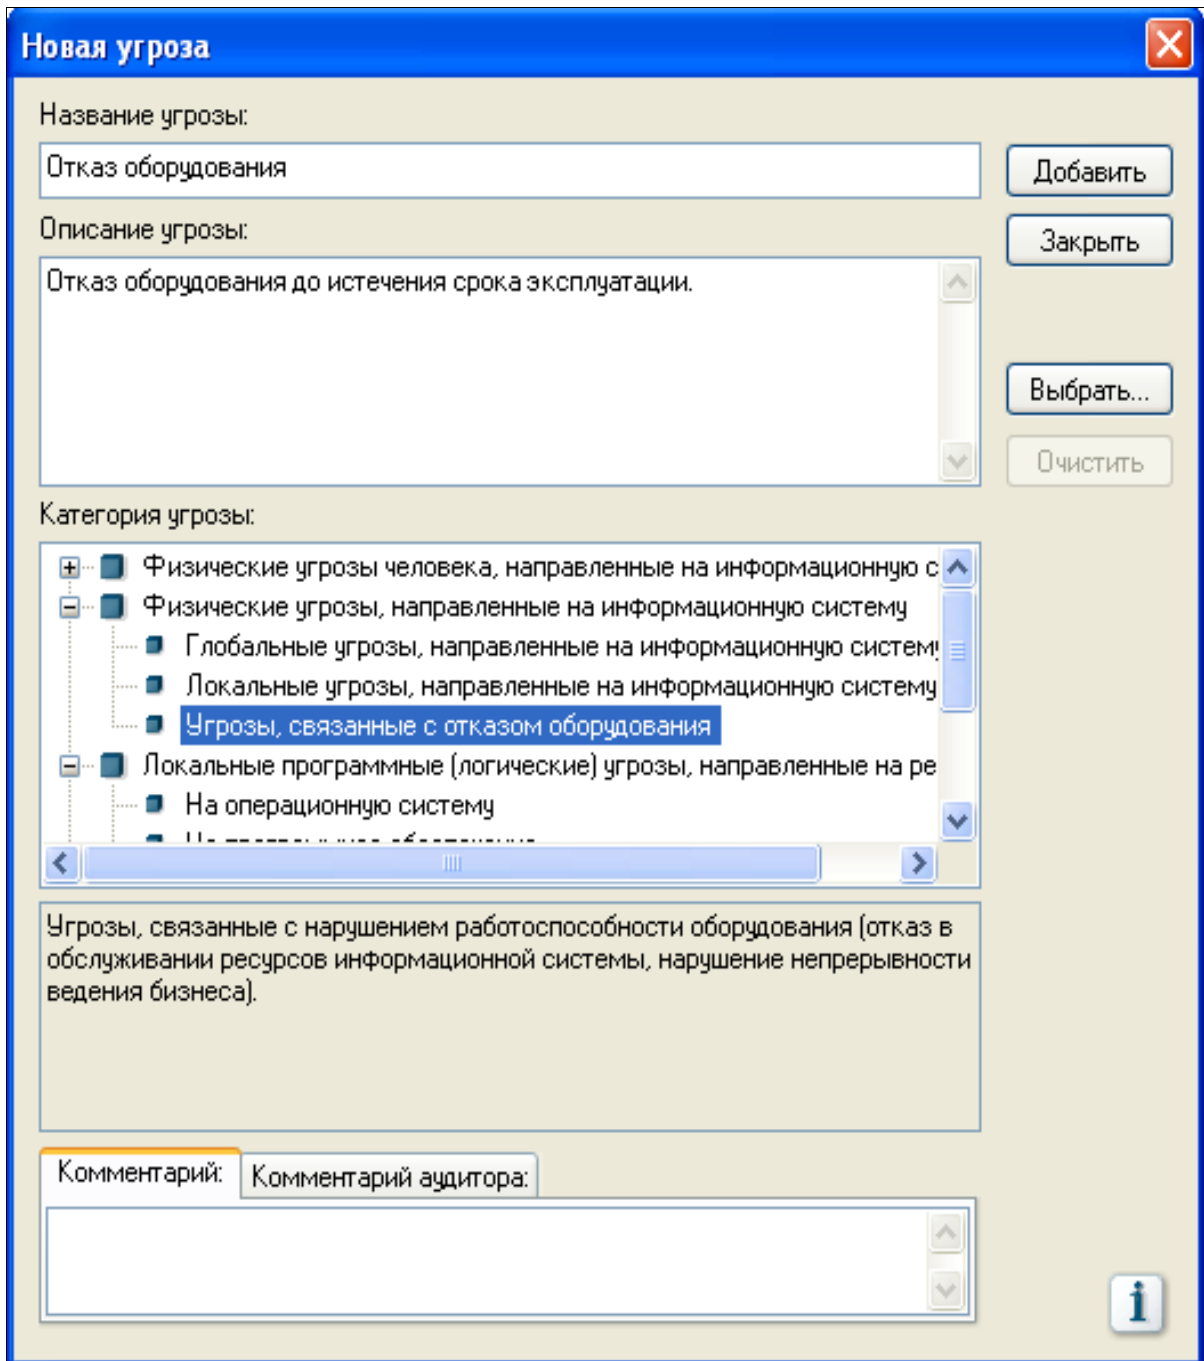 Новая угроза
Название угрозы:
Отказ оборудования
Добавить
Описание угрозы:
Закрыть
Отказ оборудования до истечения срока эксплуатации.
Выбрать...
Очистить
Категория угрозы:
Физические угрозы человека, направленные на информационную с
Физические угрозы, направленные на информационную систему
Глобальные угрозы, направленные на информационную систему
Локальные угрозы, направленные на информационную систему
Угрозы, связанные с отказом оборудования
Локальные программные (логические) угрозы, направленные на ре
На операционную систему
Угрозы, связанные с нарушением работоспособности оборудования (отказ в
обслуживании ресурсов информационной системы, нарушение непрерывности
ведения бизнеса).
Комментарий:
Комментарий аудитора: